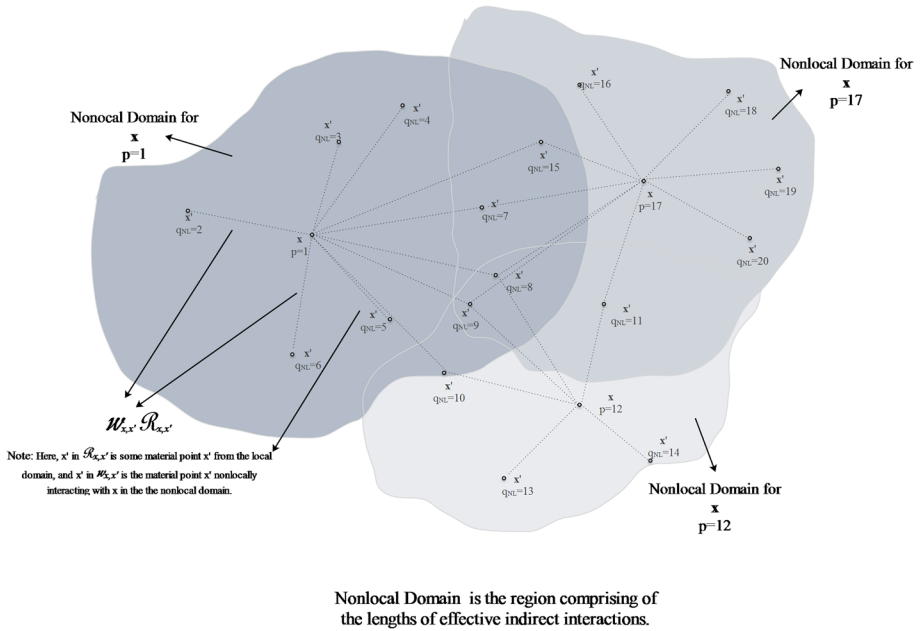 Nonlocal Domain for
x
p=17
Nonocal Domain for
x
p=1
x'
qNL=16
x'
qNL=18
x'
qNL=4
x'
qNL=3
x'
qNL=15
x'
qNL=19
x
p=17
x'
qNL=7
x'
qNL=2
x
p=1
x'
qNL=20
x'
qNL=8
x'
qNL=5
x'
qNL=9
x'
qNL=11
x'
qNL=6
x'
qNL=10
x
p=12
𝒲x,x' ℛx,x'
Note: Here, x' in ℛx,x' is some material point x' from the local
domain, and x' in 𝒲x,x' is the material point x' nonlocally
interacting with x in the the nonlocal domain.
x'
qNL=14
x'
qNL=13
Nonlocal Domain for
x
p=12
Nonlocal Domain is the region comprising of
the lengths of effective indirect interactions.